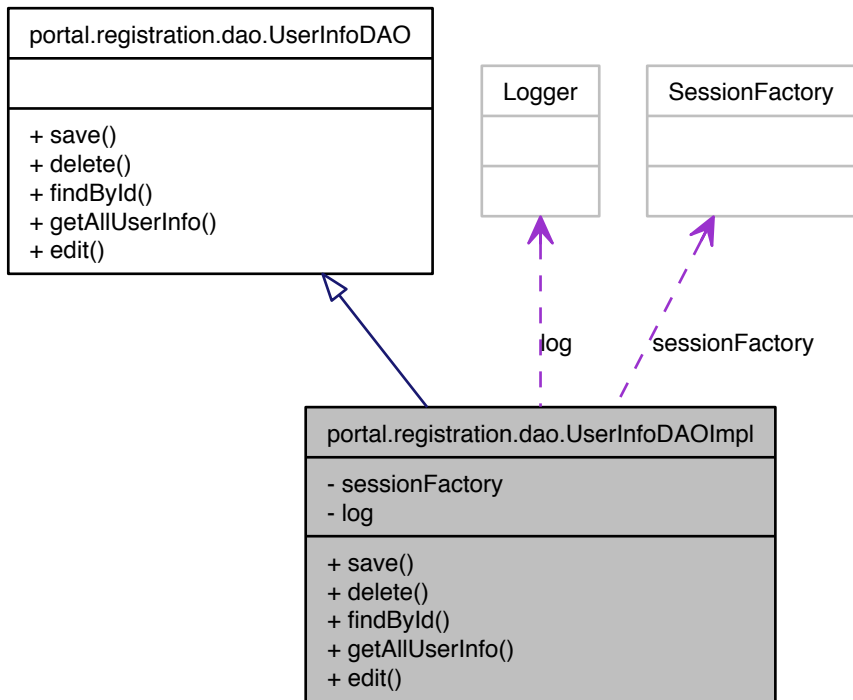 portal.registration.dao.UserInfoDAO
+ save()
+ delete()
+ findById()
+ getAllUserInfo()
+ edit()
Logger
SessionFactory
log
sessionFactory
portal.registration.dao.UserInfoDAOImpl
- sessionFactory
- log
+ save()
+ delete()
+ findById()
+ getAllUserInfo()
+ edit()